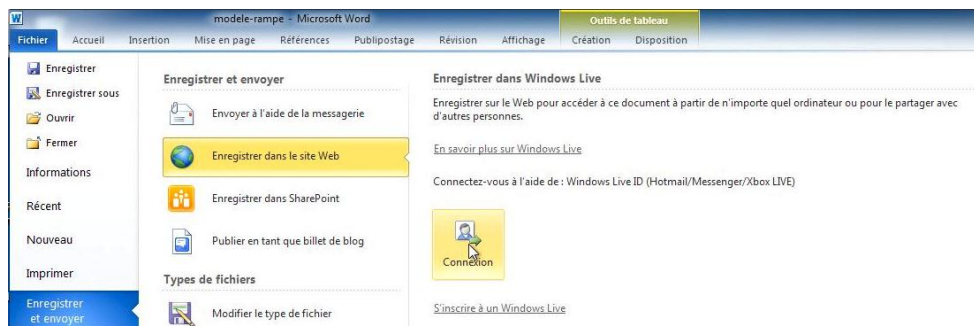 W
modele-rampe - Microsoft Word
Outils de tableau
Fichier Accueil Insertion Mise en page Références Publipostage Révision Affichage Création Disposition
Enregistrer
Enregistrer sous
Ouvrir
Fermer
Informations
Récent
Nouveau
Imprimer
Enregistrer
et envoyer
Enregistrer et envoyer
Envoyer à l'aide de la messagerie
Enregistrer dans le site Web
Enregistrer dans SharePoint
Publier en tant que billet de blog
Types de fichiers
Modifier le type de fichier
Enregistrer dans Windows Live
Enregistrer sur le Web pour accéder à ce document à partir de n'importe quel ordinateur ou pour le partager avec
d'autres personnes.
En savoir plus sur Windows Live
Connectez-vous à l'aide de : Windows Live ID (Hotmail/Messenger/Xbox LIVE)
Connexion
S'inscrire à un Windows Live